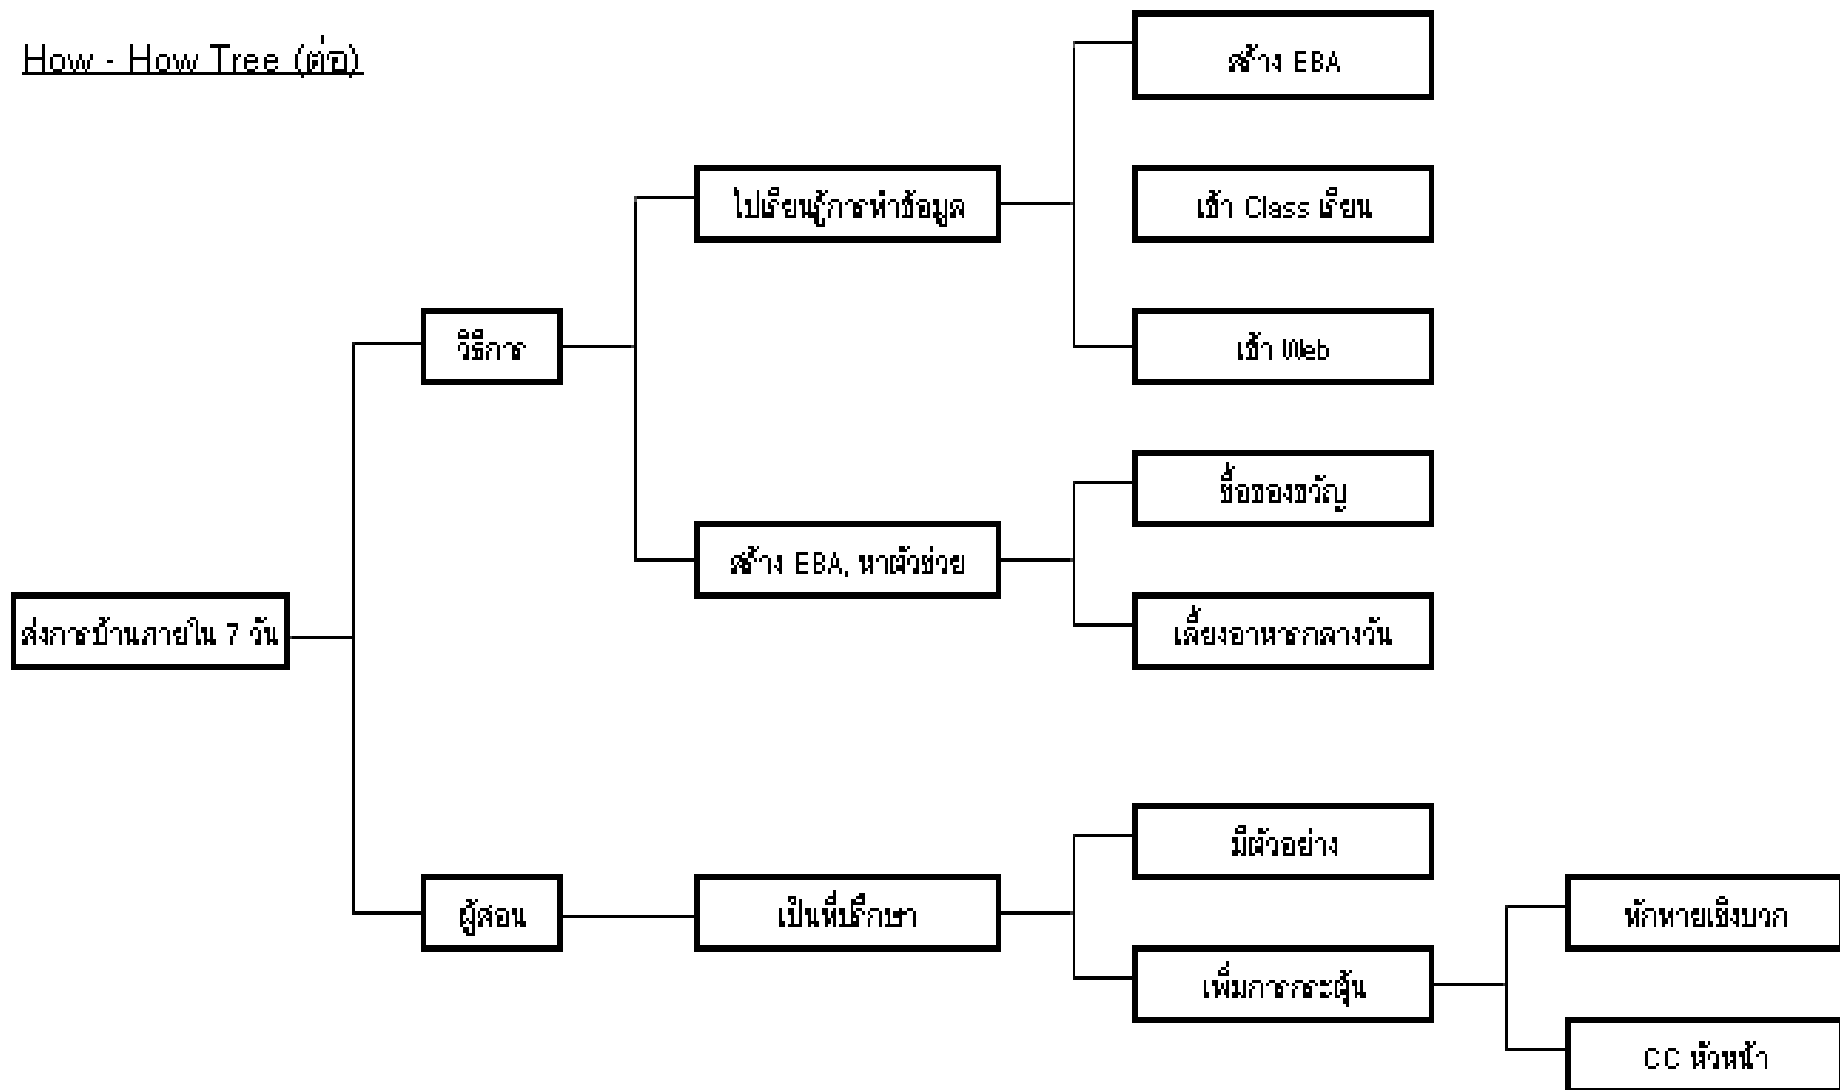 How - How Tree (ต่อ)
สร้าง EBA
ไปเรียนรู้การทำข้อมูล
เข้า Class เรียน
วิธีการ
เข้า Web
ซื้อของขวัญ
สร้าง EBA, หาตัวช่วย
ส่งการบ้านภายใน 7 วัน
เลี้ยงอาหารกลางวัน
มีตัวอย่าง
ผู้สอน
เป็นที่ปรึกษา
ทักทายเชิงบวก
เพิ่มการกระตุ้น
CC หัวหน้า